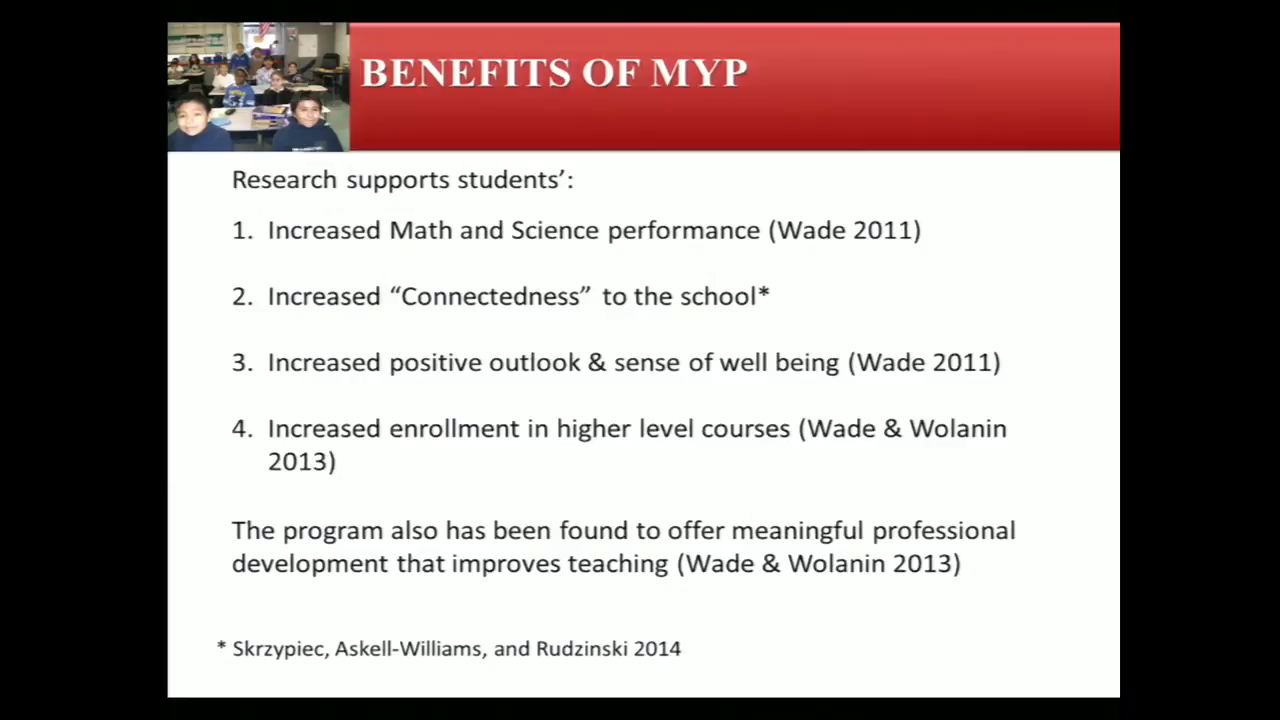 BENEFITS OF MYP
Research supports students’:
1. Increased Math and Science performance (Wade 2011)
2. Increased “Connectedness” to the school*
3. Increased positive outlook & sense of well being (Wade 2011)
4. Increased enrollment in higher level courses (Wade & Wolanin
2013)
The program also has been found to offer meaningful professional
development that improves teaching (Wade & Wolanin 2013)
* Skrzypiec, Askell-Williams, and Rudzinski 2014